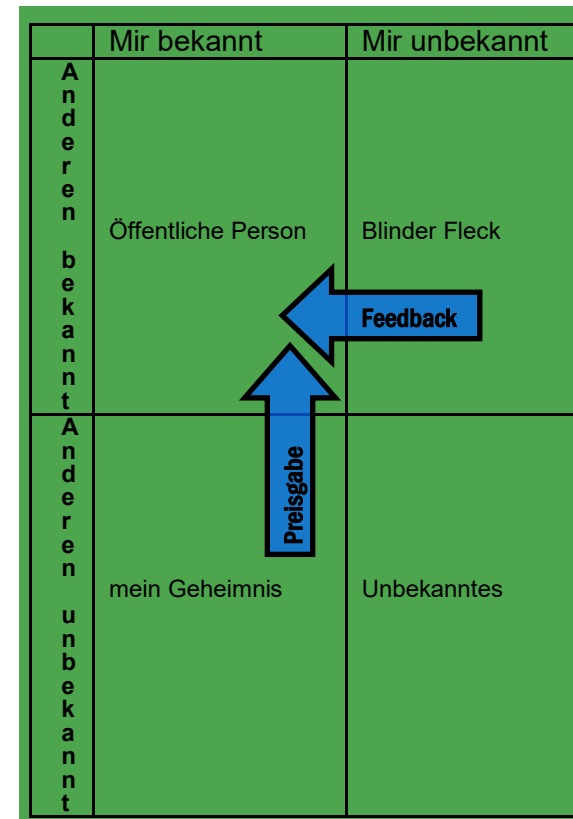 Mir bekannt
Mir unbekannt
Anderen bekannt
Öffentliche Person
Blinder Fleck
Feedback
Preisgabe
Anderen unbekannt
mein Geheimnis
Unbekanntes